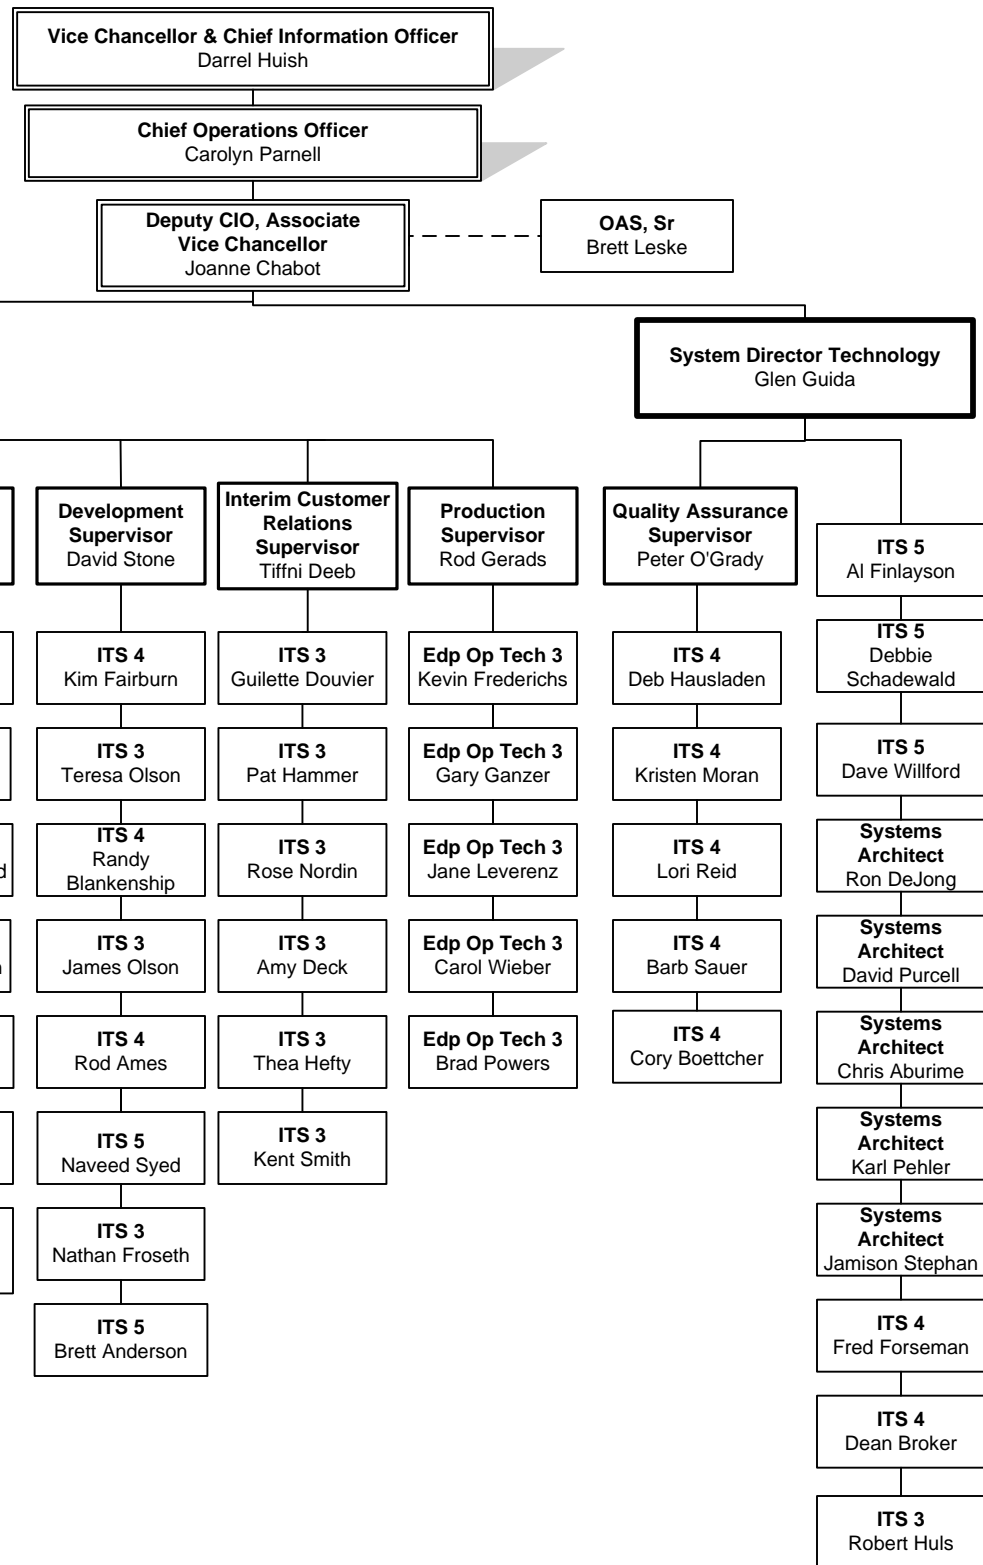 Vice Chancellor & Chief Information Officer
Darrel Huish
Chief Operations Officer
Carolyn Parnell
Deputy CIO, Associate
Vice Chancellor
Joanne Chabot
OAS, Sr
Brett Leske
System Director Technology
Glen Guida
Development
Supervisor
David Stone
ITS 4
Kim Fairburn
ITS 3
Teresa Olson
ITS 4
Randy
Blankenship
ITS 3
James Olson
ITS 4
Rod Ames
ITS 5
Naveed Syed
ITS 3
Nathan Froseth
ITS 5
Brett Anderson
Interim Customer
Relations
Supervisor
Tiffni Deeb
ITS 3
Guilette Douvier
ITS 3
Pat Hammer
ITS 3
Rose Nordin
ITS 3
Amy Deck
ITS 3
Thea Hefty
ITS 3
Kent Smith
Production
Supervisor
Rod Gerads
Edp Op Tech 3
Kevin Frederichs
Edp Op Tech 3
Gary Ganzer
Edp Op Tech 3
Jane Leverenz
Edp Op Tech 3
Carol Wieber
Edp Op Tech 3
Brad Powers
Quality Assurance
Supervisor
Peter O'Grady
ITS 4
Deb Hausladen
ITS 4
Kristen Moran
ITS 4
Lori Reid
ITS 4
Barb Sauer
ITS 4
Cory Boettcher
ITS 5
Al Finlayson
ITS 5
Debbie
Schadewald
ITS 5
Dave Willford
Systems
Architect
Ron DeJong
Systems
Architect
David Purcell
Systems
Architect
Chris Aburime
Systems
Architect
Karl Pehler
Systems
Architect
Jamison Stephan
ITS 4
Fred Forseman
ITS 4
Dean Broker
ITS 3
Robert Huls